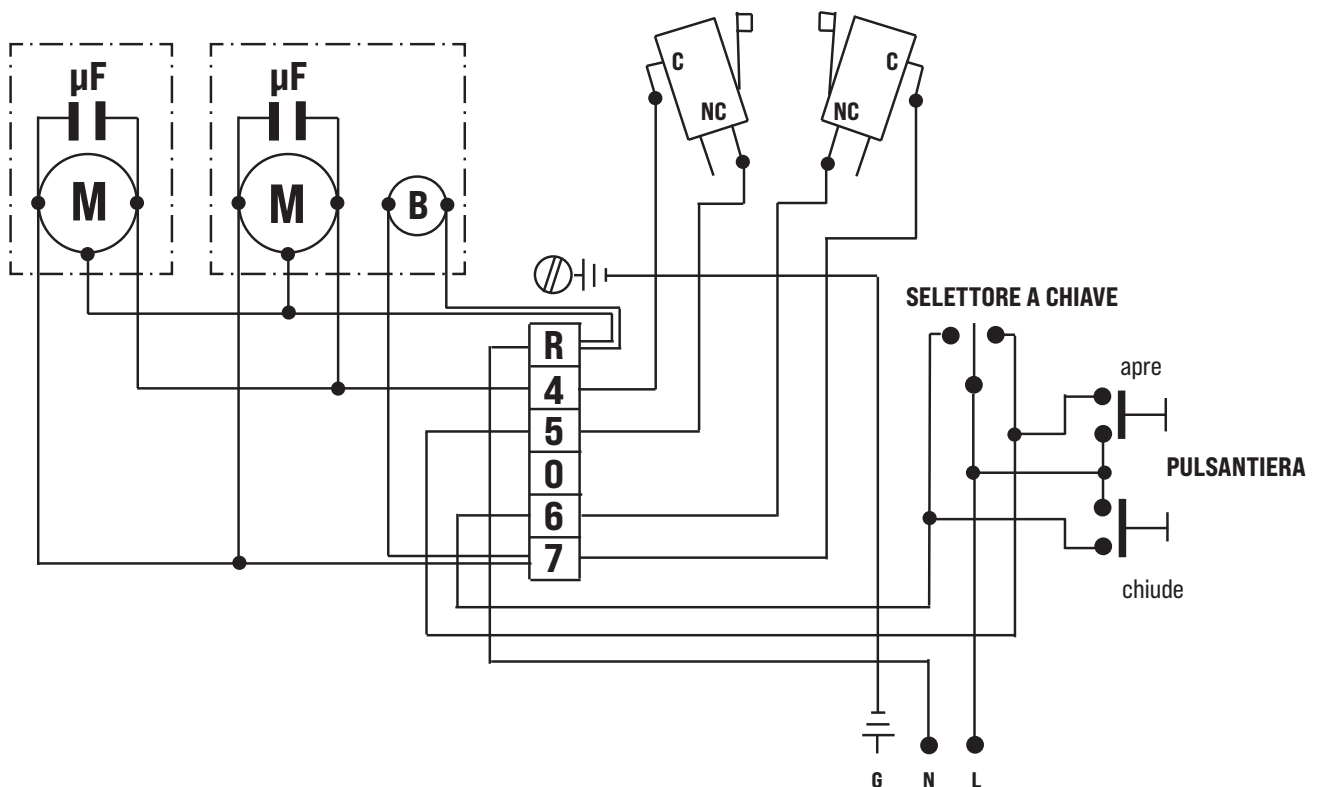 µF
µF
C
C
NC
NC
M
M
B
SELETTORE A CHIAVE
R
apre
4
5
PULSANTIERA
0
6
7
chiude
G N L